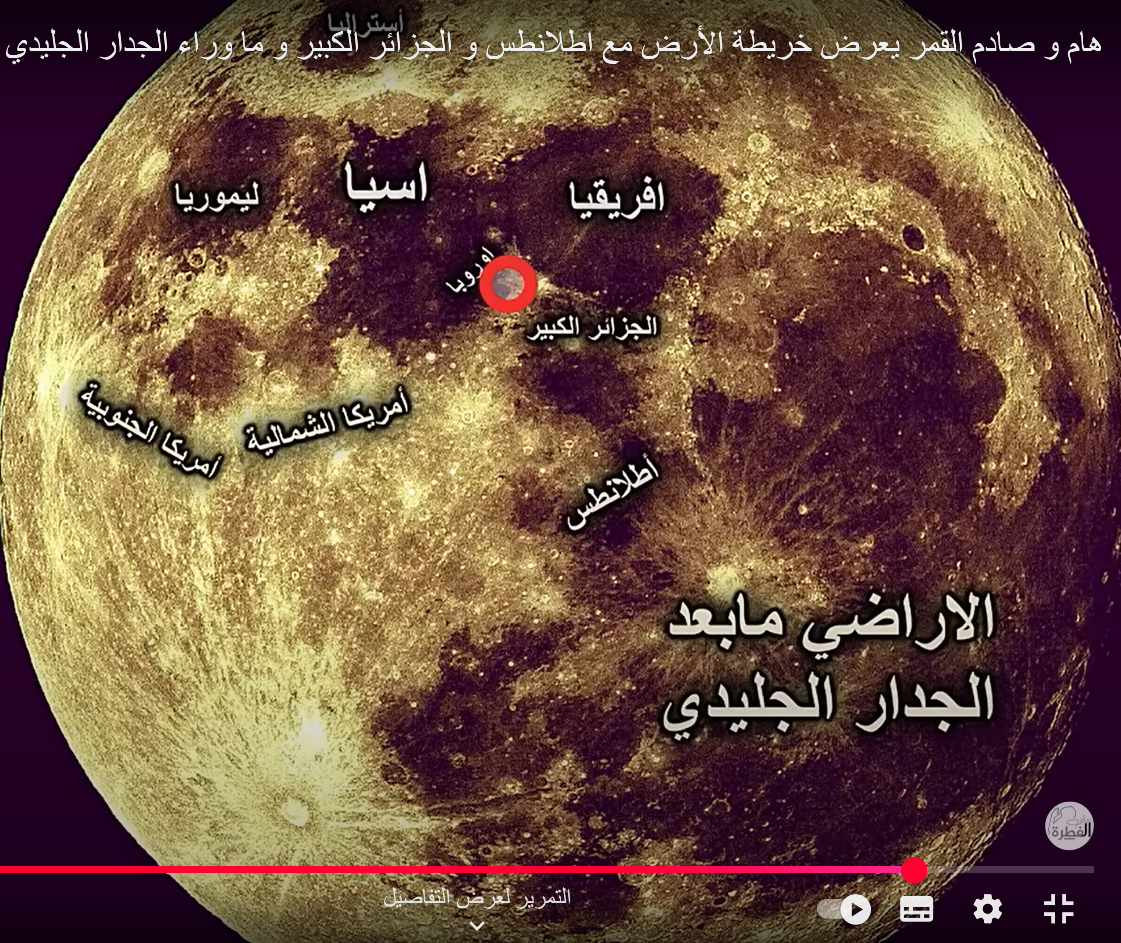 أستراليا
هام و صادم القمر يعرض خريطة الأرض مع اطلانطس و الجزائر الكبير و ما وراء الجدار الجليدي
اسيا
افريقيا
ليموريا
اوروبا
الجزائر الكبير
أمريكا الشمالية
أمريكا الجنوبية
أطلانطس
الاراضي مابعد
الجدار الجليدي
الفطرة
التمرير لعرض التفاصيل